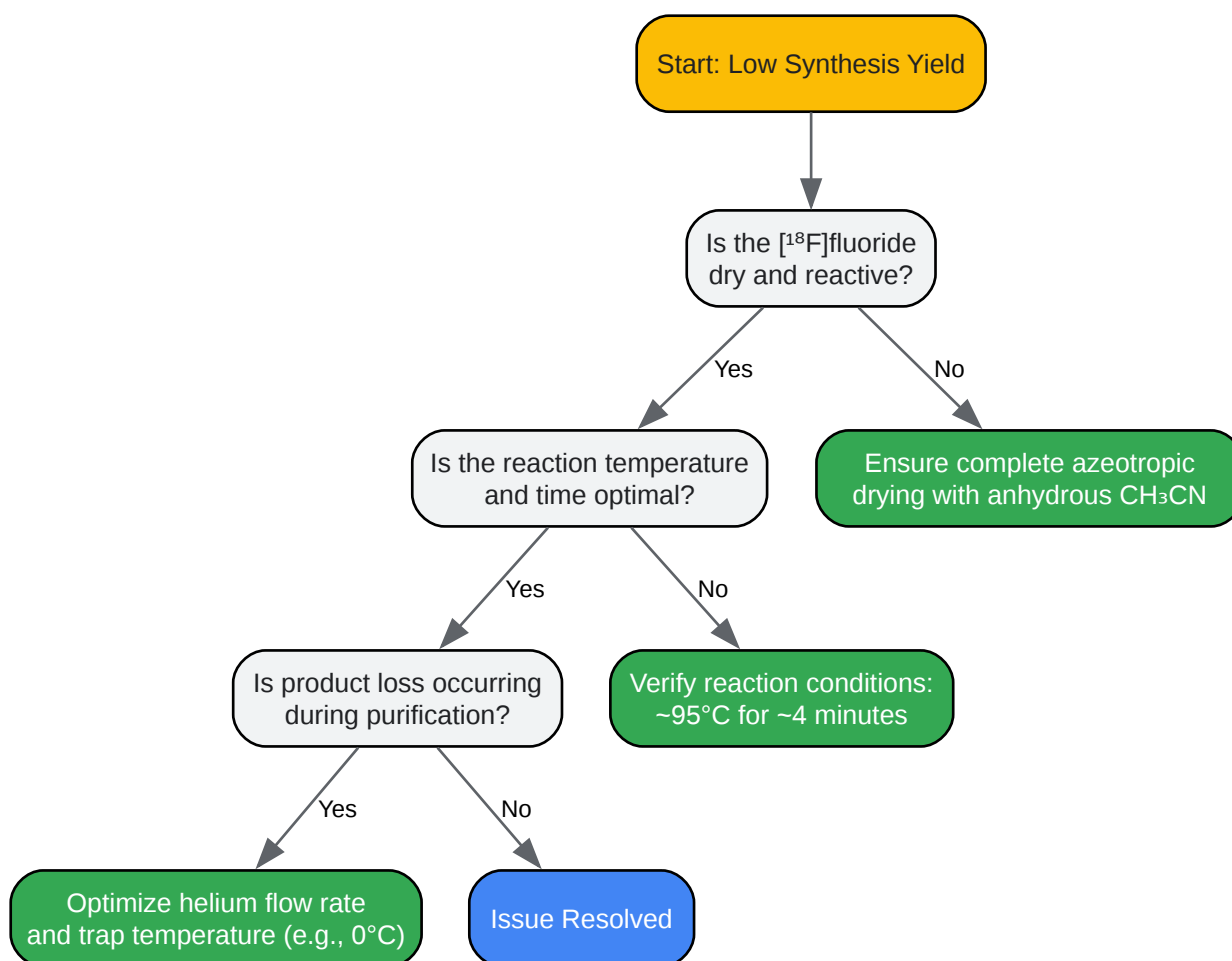 Start: Low Synthesis Yield
Is the [¹⁸F]fluoride
dry and reactive?
Yes
No
Is the reaction temperature
and time optimal?
Ensure complete azeotropic
drying with anhydrous CH₃CN
Yes
No
Is product loss occurring
during purification?
Verify reaction conditions:
~95°C for ~4 minutes
Yes
No
Optimize helium flow rate
and trap temperature (e.g., 0°C)
Issue Resolved